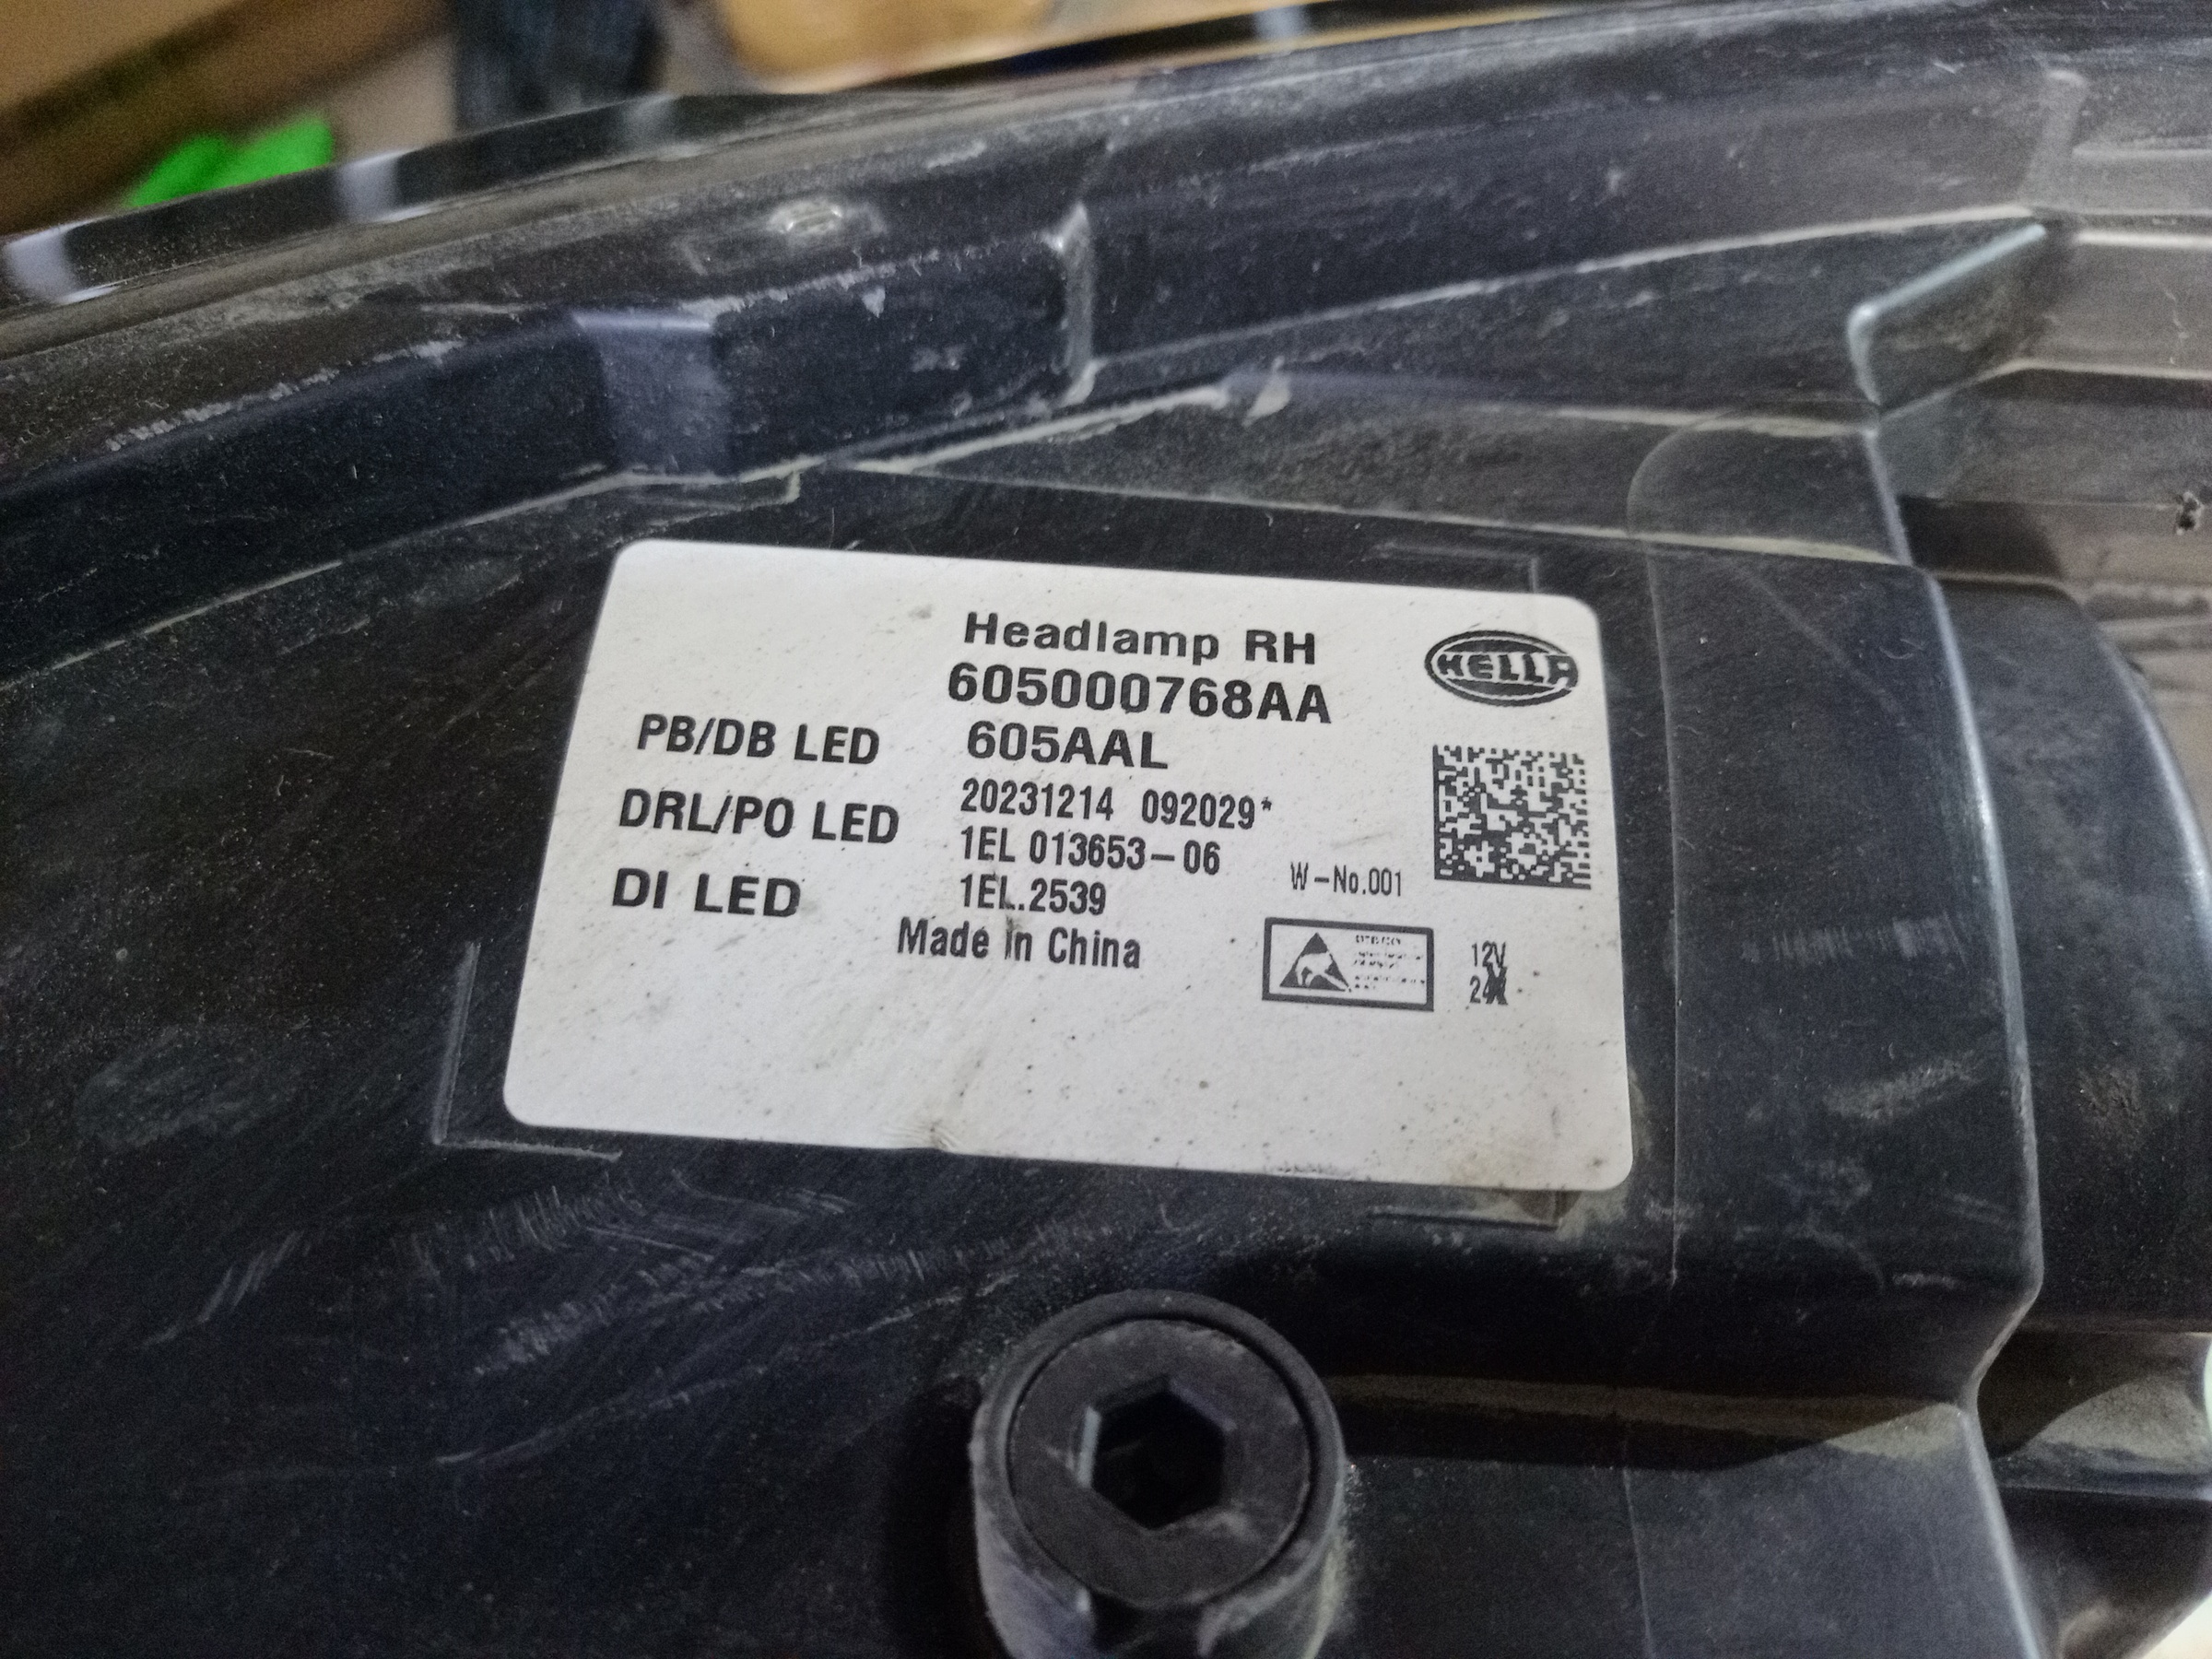 Headlamp RH
HELLA
605000768AA
PB/DB LED 605AAL
20231214 092029*
DRL/PO LED
1EL 013653-06
W-No.001
DI LED 1EL.2539
Made in China
12V